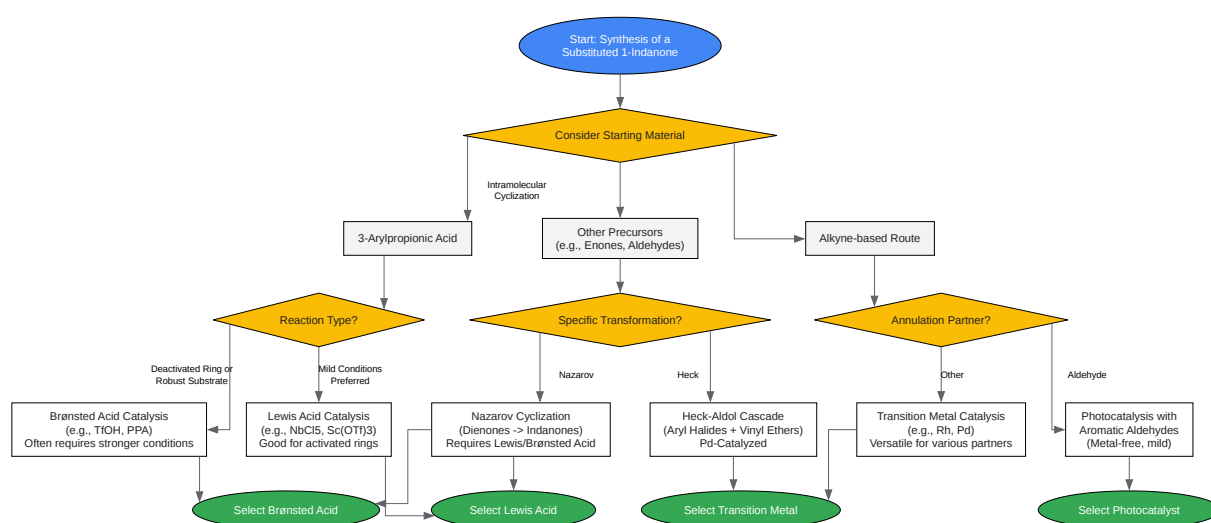 Start: Synthesis of a
Substituted 1-Indanone
Consider Starting Material
Intramolecular
Cyclization
3-Arylpropionic Acid
Other Precursors
(e.g., Enones, Aldehydes)
Alkyne-based Route
Reaction Type?
Specific Transformation?
Annulation Partner?
Deactivated Ring or
Robust Substrate
Mild Conditions
Preferred
Nazarov
Heck
Other
Aldehyde
Brønsted Acid Catalysis
(e.g., TfOH, PPA)
Often requires stronger conditions
Lewis Acid Catalysis
(e.g., NbCl5, Sc(OTf)3)
Good for activated rings
Nazarov Cyclization
(Dienones -> Indanones)
Requires Lewis/Brønsted Acid
Heck-Aldol Cascade
(Aryl Halides + Vinyl Ethers)
Pd-Catalyzed
Transition Metal Catalysis
(e.g., Rh, Pd)
Versatile for various partners
Photocatalysis with
Aromatic Aldehydes
(Metal-free, mild)
Select Brønsted Acid
Select Lewis Acid
Select Transition Metal
Select Photocatalyst